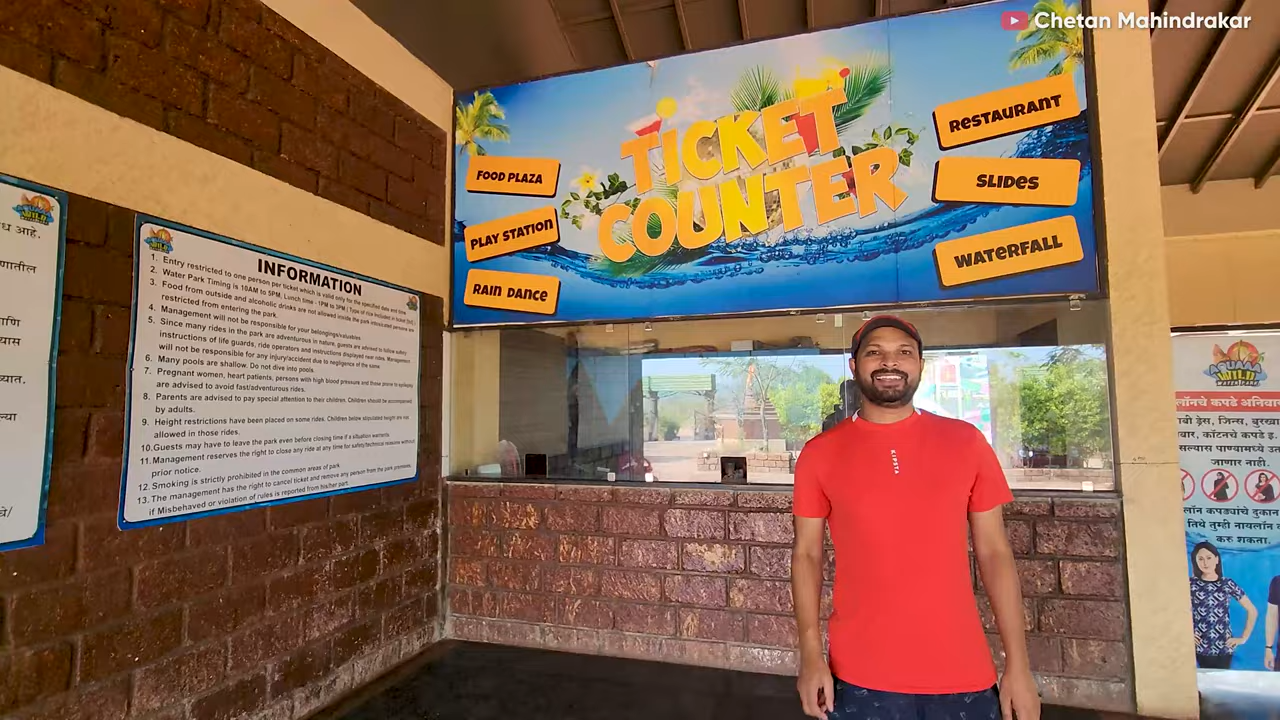 Chetan Mahindrakar
TICKET
COUNTER
FOOD PLAZA
PLAY STATION
RAIN DANCE
RESTAURANT
SLIDES
WATERFALL
ध आहे.
णातील
INFORMATION
1. Entry restricted to one person per ticket which is valid only for the specified date and time
2. Water Park Timing is 10AM to 5PM, Lunch time - 1PM to 3PM
3. Food from outside and alcoholic drinks are not allowed inside the park
restricted from entering the park.
4. Management will not be responsible for your belongings/valuables
5. Since many rides in the park are adventurous in nature, guests are advised to follow safety
instructions of life guards, ride operators and instructions displayed near rides. Management
will not be responsible for any injury/accident due to negligence of the same.
6. Many pools are shallow. Do not dive into pools.
7. Pregnant women, heart patients, persons with high blood pressure and those prone to epilepsy
are advised to avoid fast/adventurous rides.
8. Parents are advised to pay special attention to their children. Children should be accompanied
by adults.
9. Height restrictions have been placed on some rides. Children below stipulated height are not
allowed in those rides.
10. Guests may have to leave the park even before closing time if a situation warrants.
11. Management reserves the right to close any ride at any time for safety/technical reasons without
prior notice.
12. Smoking is strictly prohibited in the common areas of park
13. The management has the right to cancel ticket and remove any person from the park premises
if Misbehaved or violation of rules is reported from his/her part.
KIPSTA
WILD
WATER PARK
लॉनचे कपडे अनिवा
बी ड्रेस, जिन्स, बुरखा
वार, कॉटनचे कपडे इ.
सल्यास पाण्यामध्ये उत
जाणार नाही.
लॉन कपड्यांचे दुकान
तिथे तुम्ही नायलॉन
करु शकता.